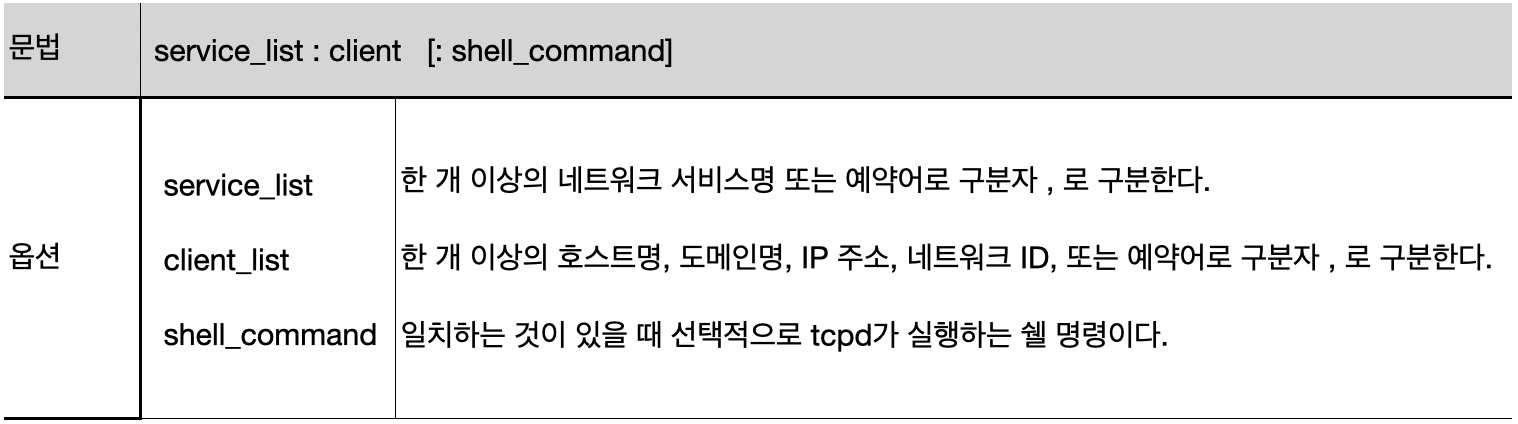 문법 service_list : client [: shell_command]
옵션
service_list 한 개 이상의 네트워크 서비스명 또는 예약어로 구분자 , 로 구분한다.
client_list 한 개 이상의 호스트명, 도메인명, IP 주소, 네트워크 ID, 또는 예약어로 구분자 , 로 구분한다.
shell_command 일치하는 것이 있을 때 선택적으로 tcpd가 실행하는 쉘 명령이다.